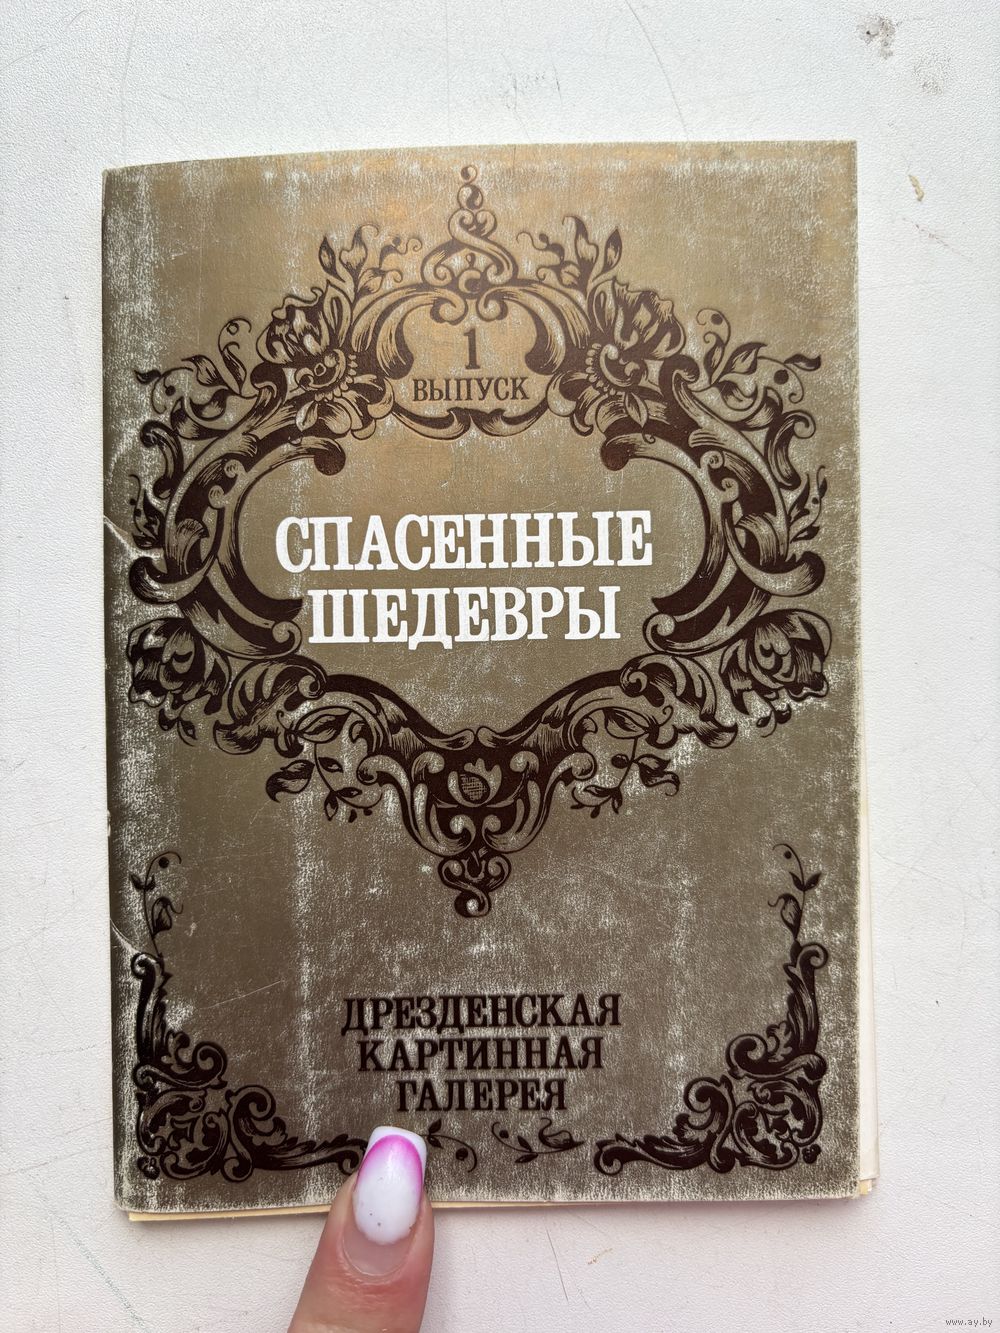 1
ВЫПУСК
СПАСЕННЫЕ
ШЕДЕВРЫ
ДРЕЗДЕНСКАЯ
КАРТИННАЯ
ГАЛЕРЕЯ
www.ay.by